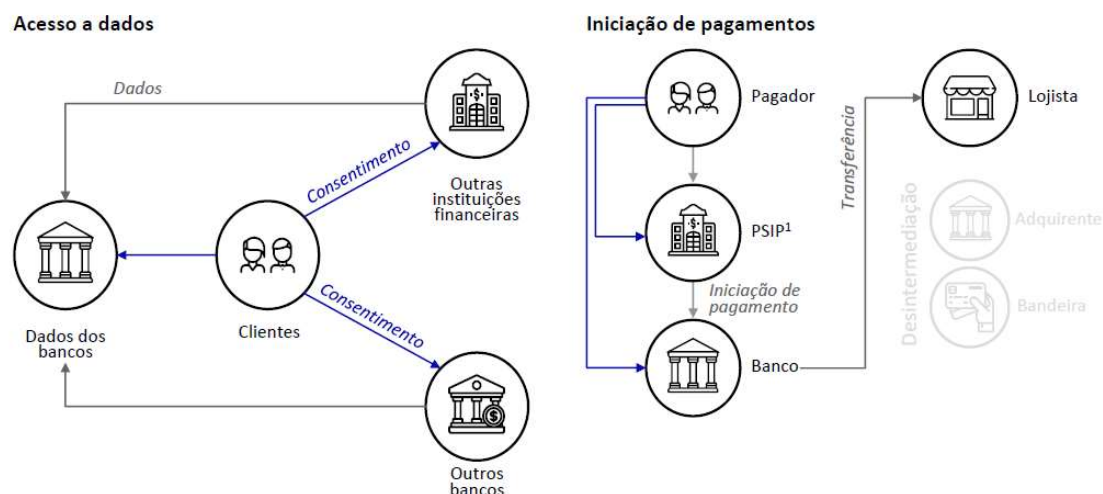 Acesso a dados
Dados
Consentimento
Outras
instituições
financeiras
Dados dos
bancos
Clientes
Consentimento
Outros
bancos
Iniciação de pagamentos
Pagador
Lojista
Transferência
PSIP¹
Iniciação de
pagamento
Banco
Desintermediação
Adquirente
Bandeira